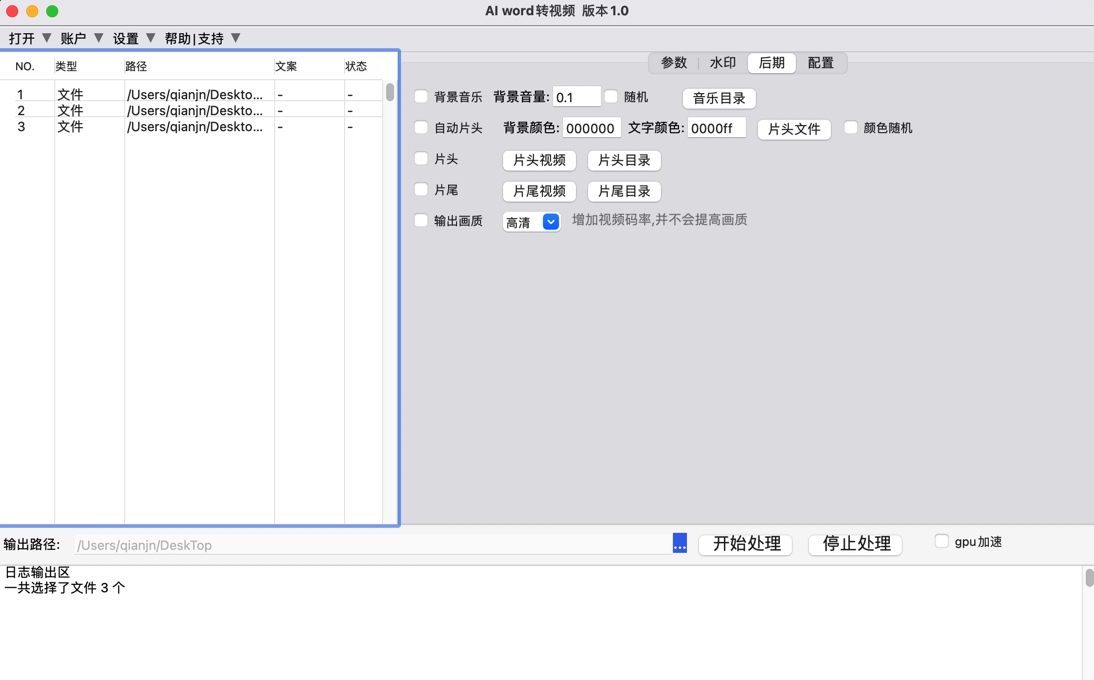 AI word转视频 版本1.0
打开 ▼ 账户 ▼ 设置 ▼ 帮助|支持 ▼
NO. 类型 路径 文案 状态
1 文件 /Users/qianjn/Deskto... - -
2 文件 /Users/qianjn/Deskto... - -
3 文件 /Users/qianjn/Deskto... - -
参数 水印 后期 配置
背景音乐 背景音量: 0.1 随机 音乐目录
自动片头 背景颜色: 000000 文字颜色: 0000ff 片头文件 颜色随机
片头 片头视频 片头目录
片尾 片尾视频 片尾目录
输出画质 高清 增加视频码率,并不会提高画质
输出路径: /Users/qianjn/DeskTop ... 开始处理 停止处理 gpu加速
日志输出区
一共选择了文件 3 个